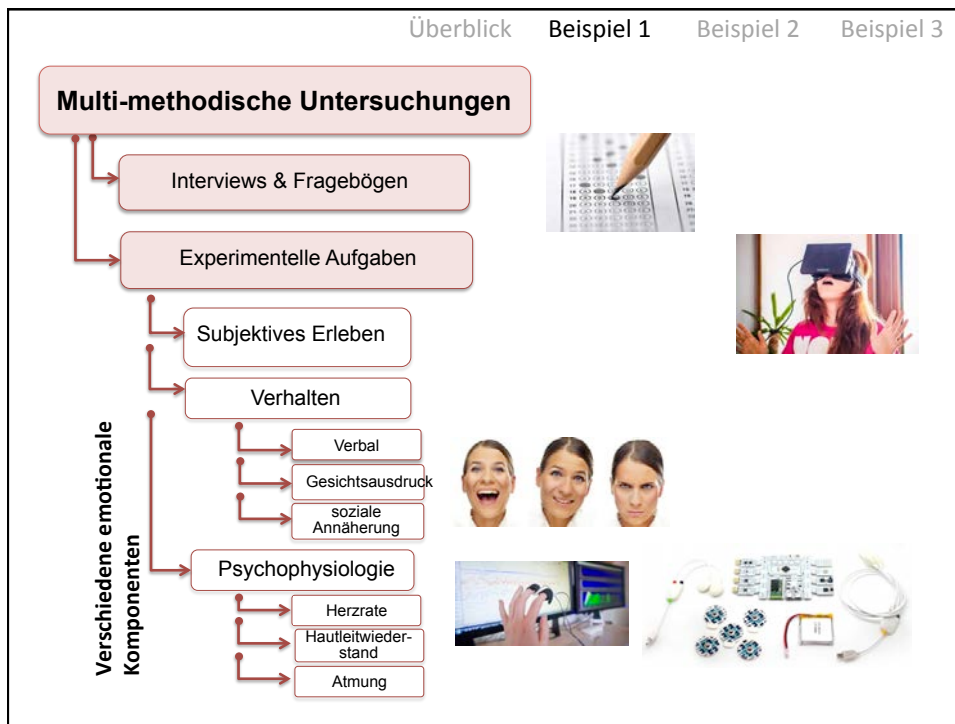 Überblick Beispiel 1 Beispiel 2 Beispiel 3
Multi-methodische Untersuchungen
Interviews & Fragebögen
Experimentelle Aufgaben
Subjektives Erleben
Verhalten
Verbal
Gesichtsausdruck
soziale
Annäherung
Psychophysiologie
Herzrate
Hautleitwieder-
stand
Atmung
Verschiedene emotionale
Komponenten